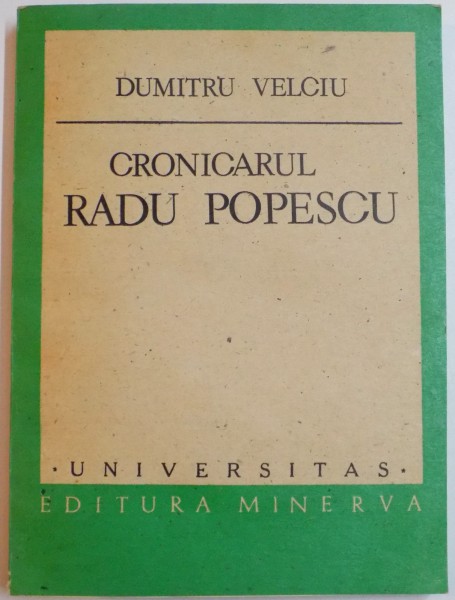 DUMITRU VELCIU
CRONICARUL
RADU POPESCU
· UNIVERSITAS ·
EDITURA MINERVA